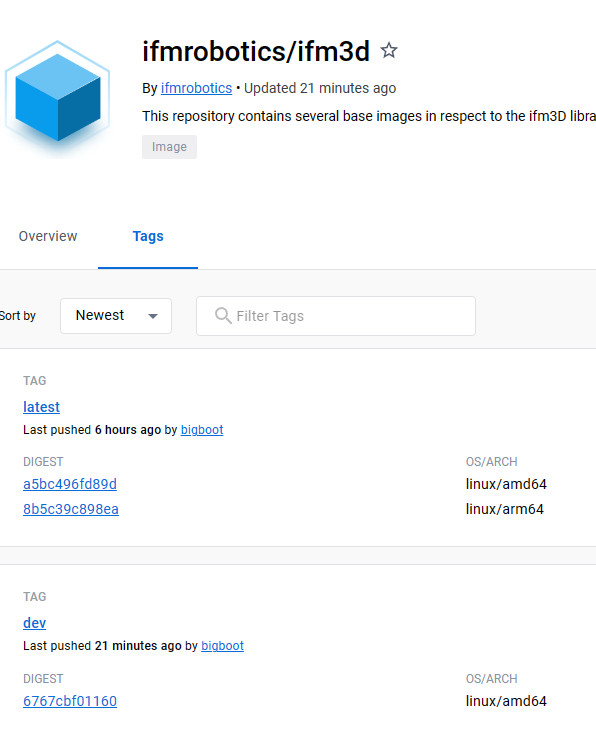 ifmrobotics/ifm3d
By ifmrobotics • Updated 21 minutes ago
This repository contains several base images in respect to the ifm3D libra
Image
Overview Tags
Sort by Newest Filter Tags
TAG
latest
Last pushed 6 hours ago by bigboot
DIGEST OS/ARCH
a5bc496fd89d linux/amd64
8b5c39c898ea linux/arm64
TAG
dev
Last pushed 21 minutes ago by bigboot
DIGEST OS/ARCH
6767cbf01160 linux/amd64